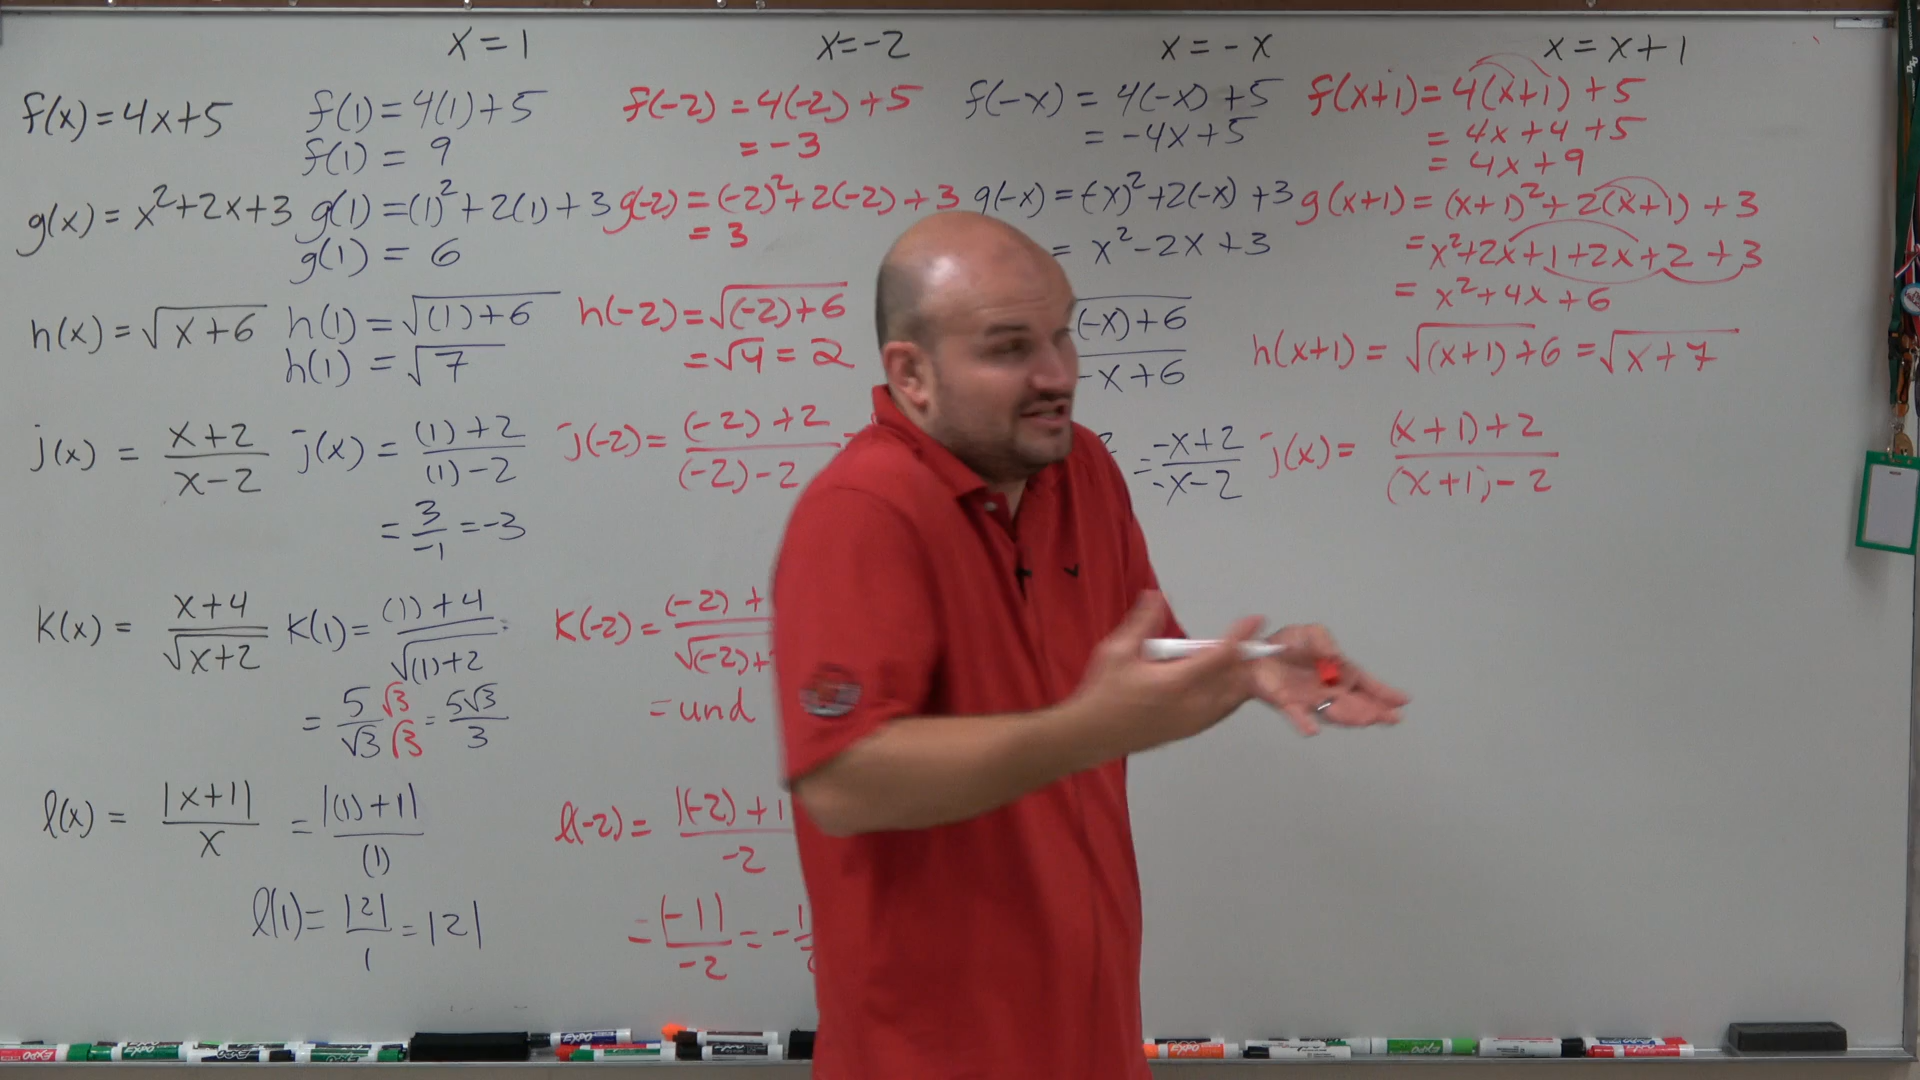 x = 1 x=-2 x = -x x = x+1
f(x) = 4x+5 f(1) = 4(1)+5 f(-2) = 4(-2) +5 f(-x) = 4(-x) +5 f(x+1) = 4(x+1) +5
f(1) = 9 = -3 = -4x+5 = 4x+4 +5
= 4x+9
g(x) = x²+2x+3 g(1) =(1)²+2(1)+3 g(-2) = (-2)²+2(-2)+3 g(-x) = (-x)²+2(-x)+3 g(x+1) = (x+1)²+2(x+1)+3
g(1) = 6 = 3 = x²-2x+3 = x²+2x+1+2x+2+3
= x²+4x+6
h(x) = √(x+6) h(1) = √((1)+6) h(-2) = √((-2)+6) (-x)+6 h(x+1) = √((x+1)+6) = √(x+7)
h(1) = √7 = √4 = 2 -x+6
j(x) = (x+2)/(x-2) j(x) = ((1)+2)/((1)-2) j(-2) = ((-2)+2)/((-2)-2) = (-x+2)/(-x-2) j(x) = ((x+1)+2)/((x+1)-2)
= 3/-1 = -3
K(x) = (x+4)/√(x+2) K(1) = ((1)+4)/√((1)+2) K(-2) = (-2)+ / √(-2)+
= 5√3/√3√3 = 5√3/3 = und
l(x) = |x+1|/x = |(1)+1|/(1) l(-2) = |(-2)+1/-2
l(1) = |2|/1 = |2| = |-1|/-2 = -1
EXPO